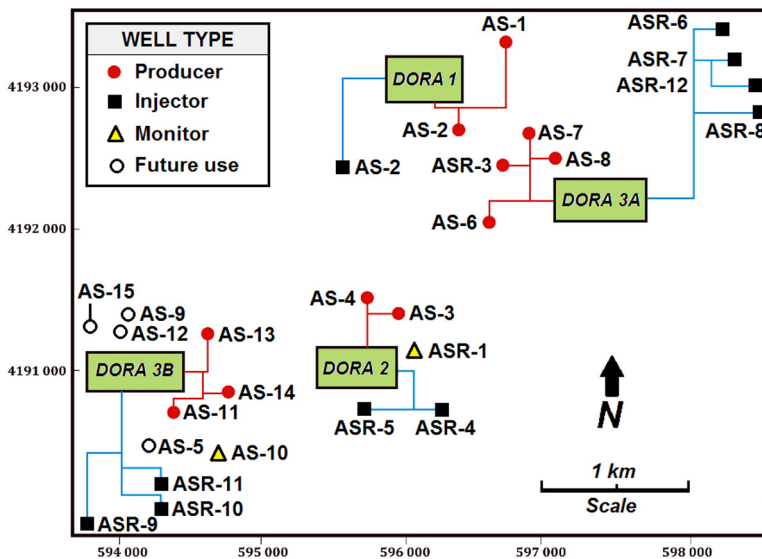 AS-1
ASR-6
WELL TYPE
Producer
Injector
Monitor
Future use
4193 000
DORA 1
ASR-7
ASR-12
AS-2
AS-2
AS-7
ASR-8
ASR-3
AS-8
AS-6
DORA 3A
4192 000
AS-15
AS-9
AS-12
AS-13
AS-4
AS-3
ASR-1
4191 000
DORA 3B
DORA 2
AS-14
AS-11
ASR-5
ASR-4
N
AS-5
AS-10
ASR-11
ASR-10
ASR-9
1 km
Scale
594 000
595 000
596 000
597 000
598 000